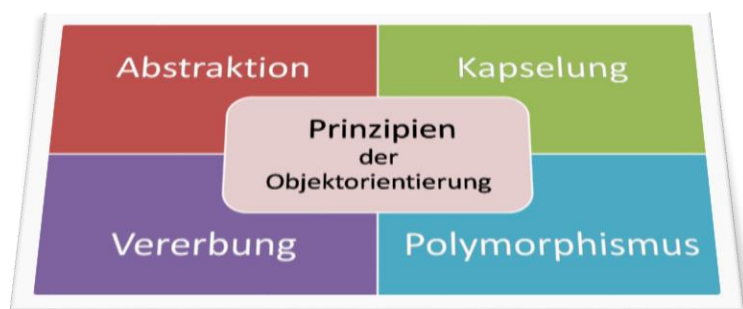 Abstraktion
Kapselung
Prinzipien
der
Objektorientierung
Vererbung
Polymorphismus